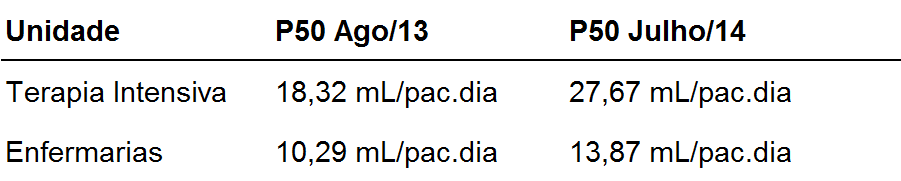 Unidade P50 Ago/13 P50 Julho/14
Terapia Intensiva 18,32 mL/pac.dia 27,67 mL/pac.dia
Enfermarias 10,29 mL/pac.dia 13,87 mL/pac.dia